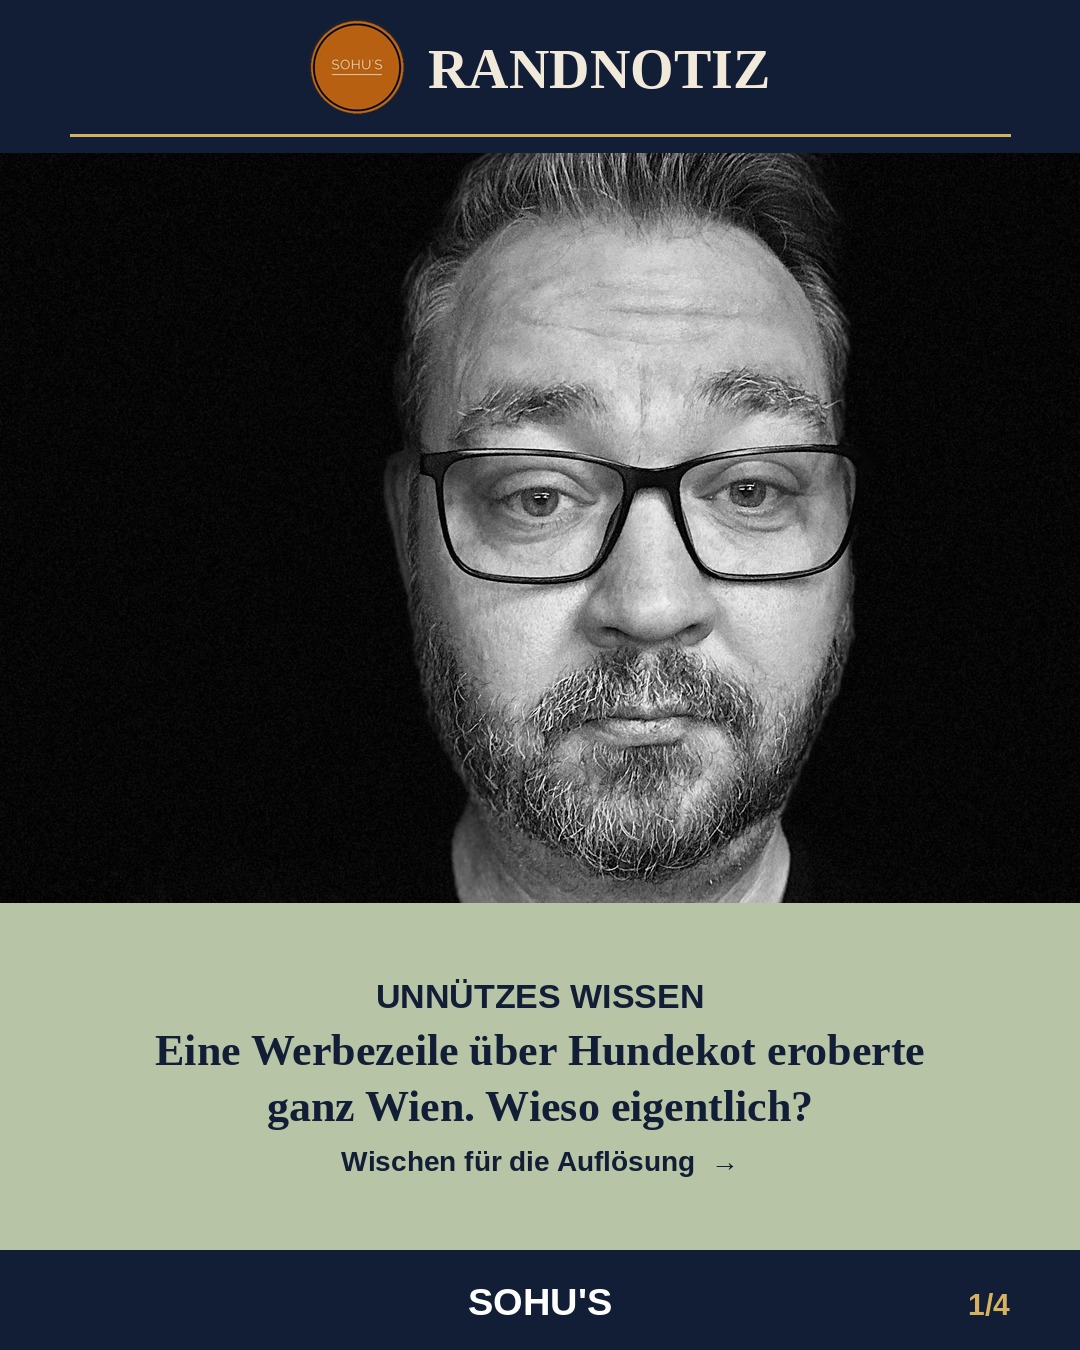 SOHU'S
RANDNOTIZ
UNNÜTZES WISSEN
Eine Werbezeile über Hundekot eroberte
ganz Wien. Wieso eigentlich?
Wischen für die Auflösung →
SOHU'S
1/4